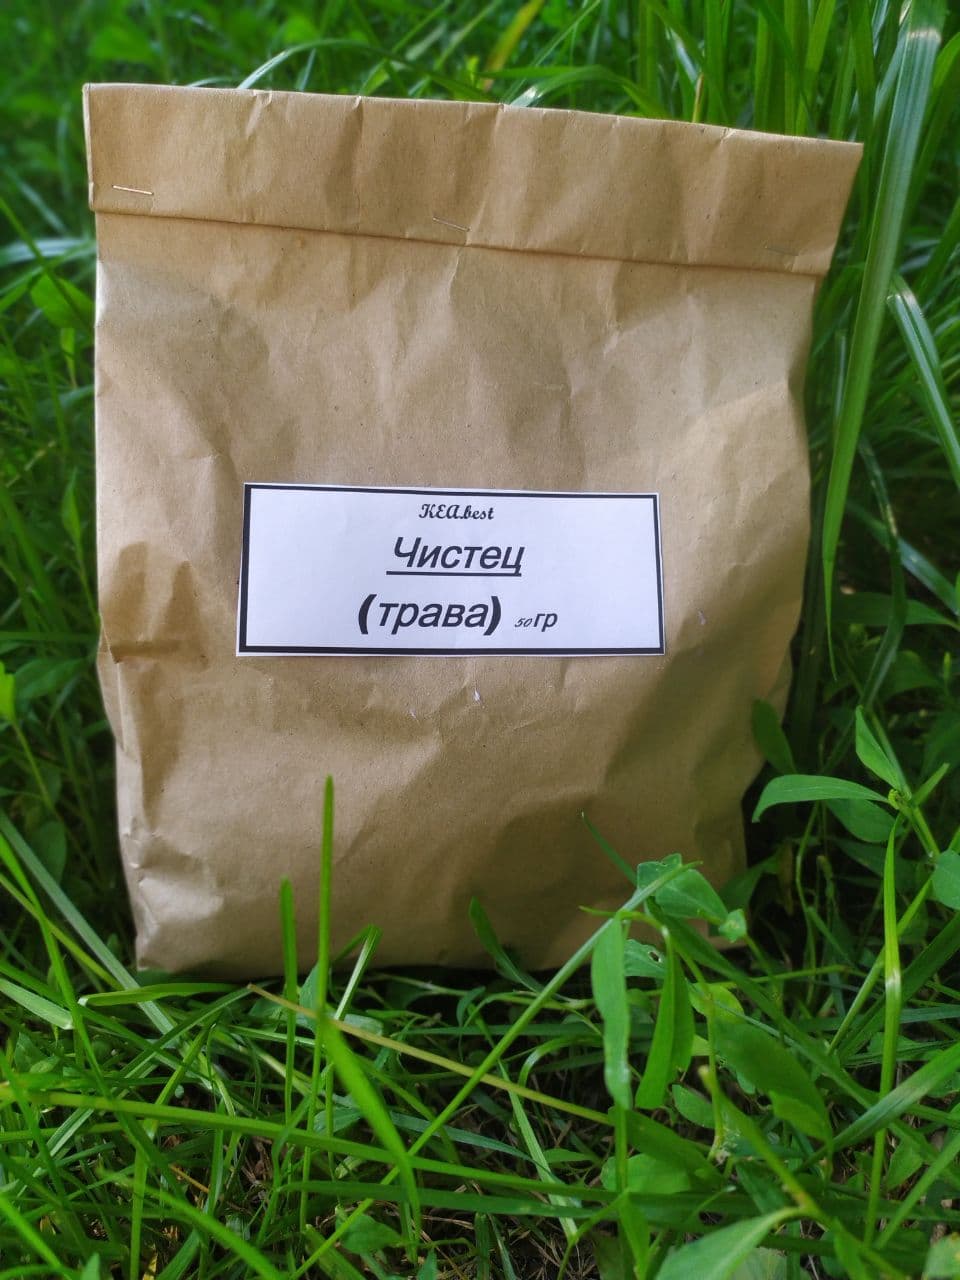 KEA.best
Чистец
(трава) 50гр